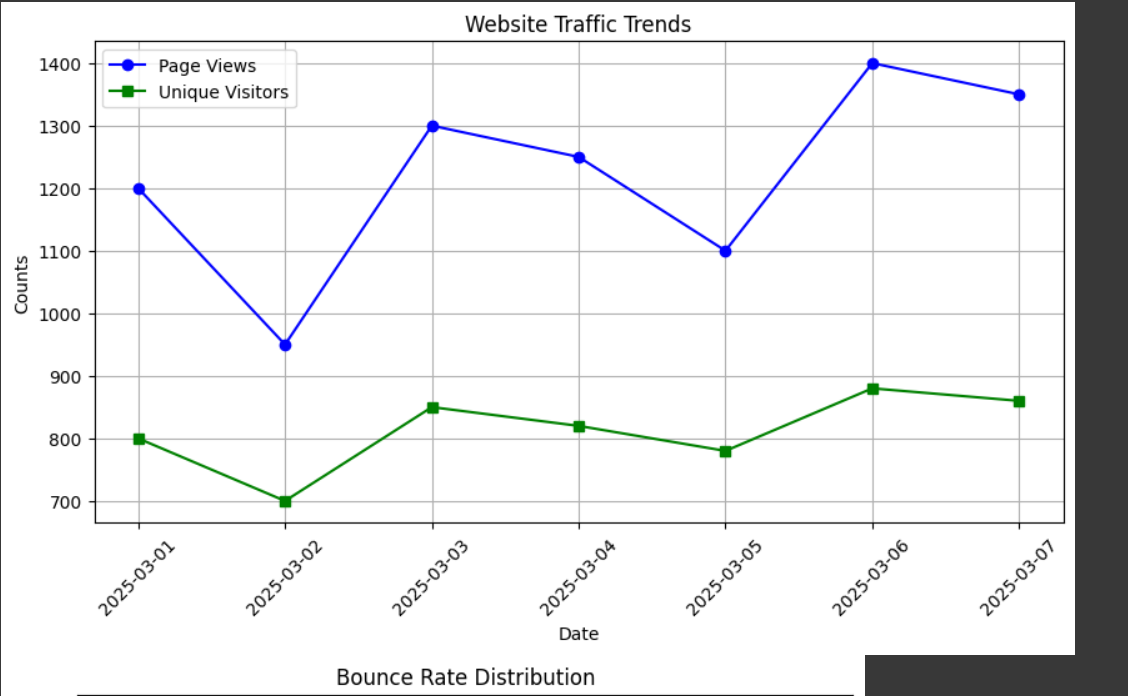 Website Traffic Trends
Page Views
Unique Visitors
1400
1300
1200
1100
1000
900
800
700
Counts
2025-03-01
2025-03-02
2025-03-03
2025-03-04
2025-03-05
2025-03-06
2025-03-07
Date
Bounce Rate Distribution